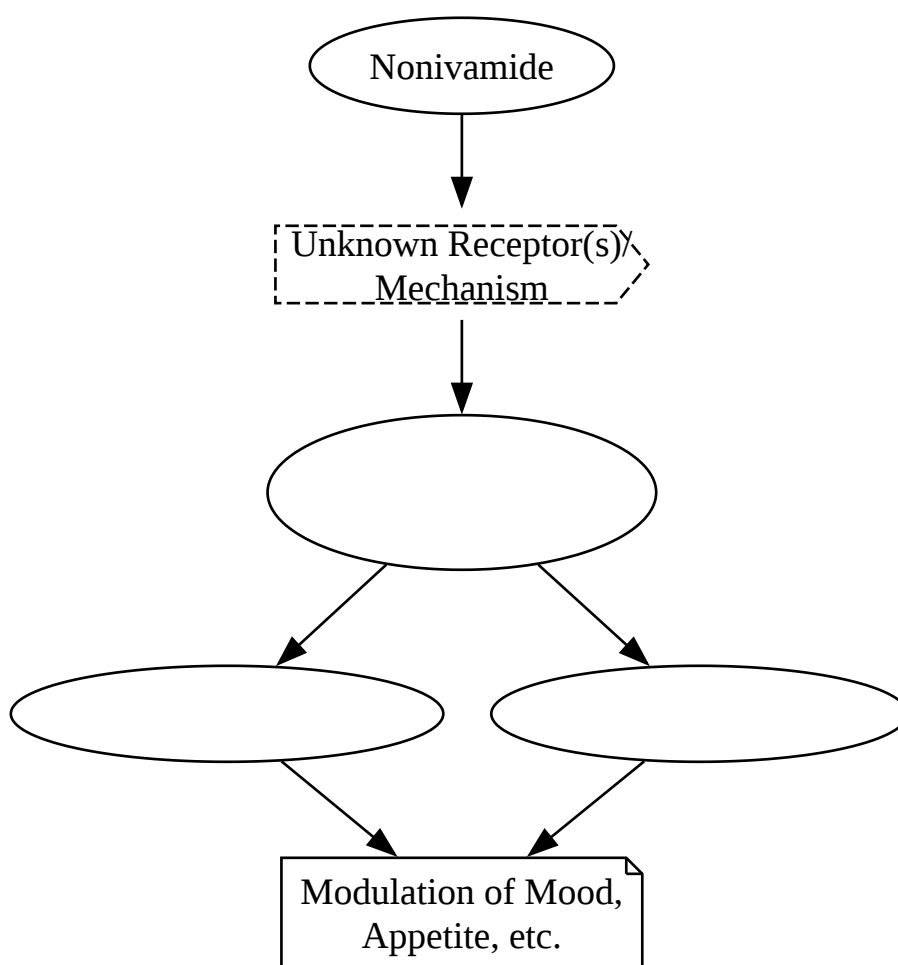 Nonivamide
Unknown Receptor(s)/
Mechanism
Modulation of Mood,
Appetite, etc.